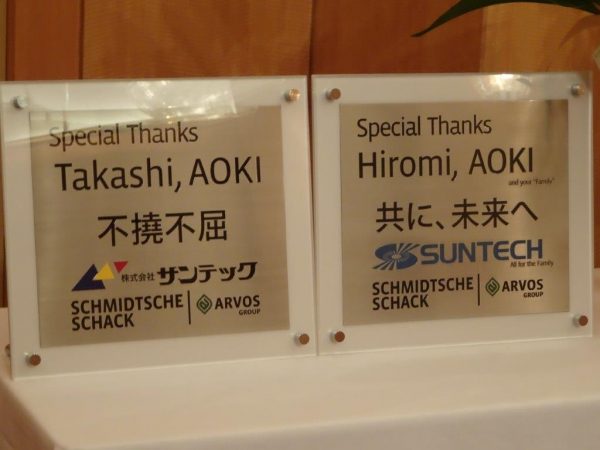 Special Thanks
Takashi, AOKI
不撓不屈
株式会社 サンテック
SCHMIDTSCHE
SCHACK
ARVOS
GROUP
Special Thanks
Hiromi, AOKI
and your "Family"
共に、未来へ
SUNTECH
All for the Family
SCHMIDTSCHE
SCHACK
ARVOS
GROUP